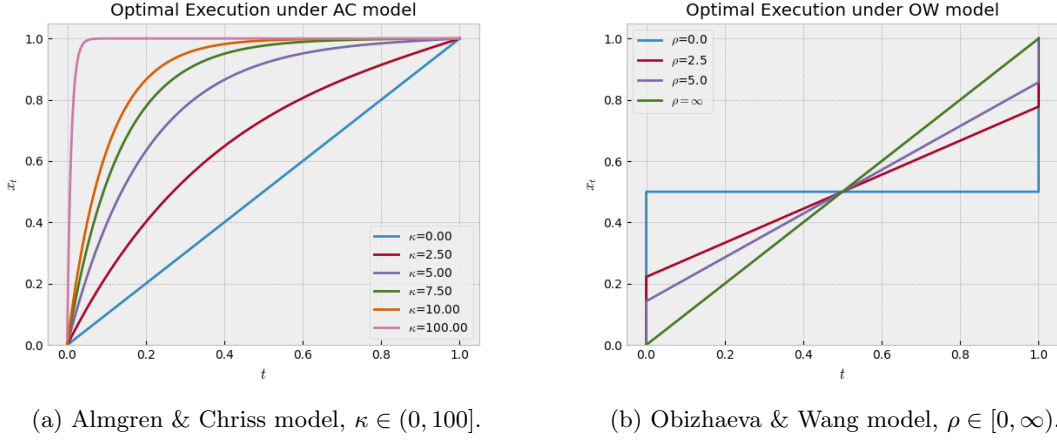 Optimal Execution under AC model
1.0
0.8
0.6
0.4
0.2
0.0
x_t
0.0 0.2 0.4 0.6 0.8 1.0
t
κ=0.00
κ=2.50
κ=5.00
κ=7.50
κ=10.00
κ=100.00
(a) Almgren & Chriss model, κ ∈ (0, 100].
Optimal Execution under OW model
1.0
0.8
0.6
0.4
0.2
0.0
x_t
0.0 0.2 0.4 0.6 0.8 1.0
t
ρ=0.0
ρ=2.5
ρ=5.0
ρ = ∞
(b) Obizhaeva & Wang model, ρ ∈ [0, ∞).